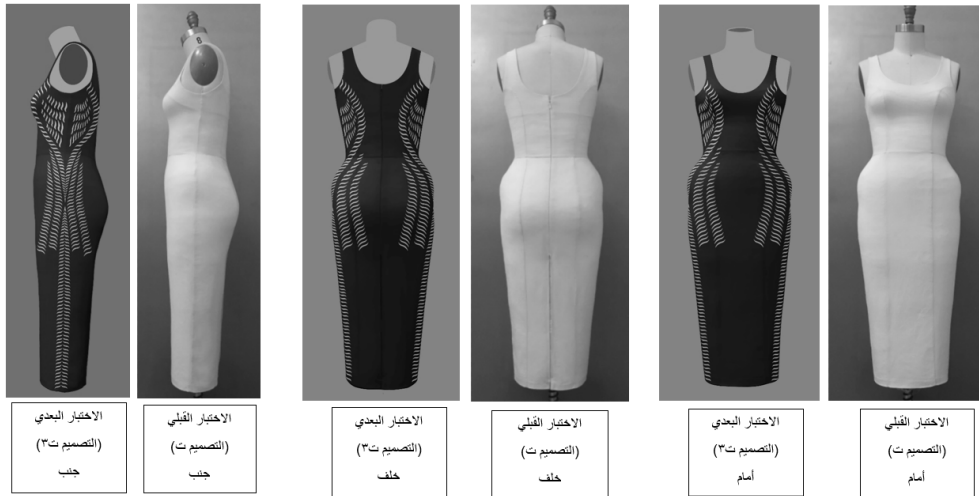 الاختبار القبلي
(التصميم ت)
أمام
الاختبار البعدي
(التصميم ت٣)
أمام
الاختبار القبلي
(التصميم ت)
خلف
الاختبار البعدي
(التصميم ت٣)
خلف
الاختبار القبلي
(التصميم ت)
جنب
الاختبار البعدي
(التصميم ت٣)
جنب